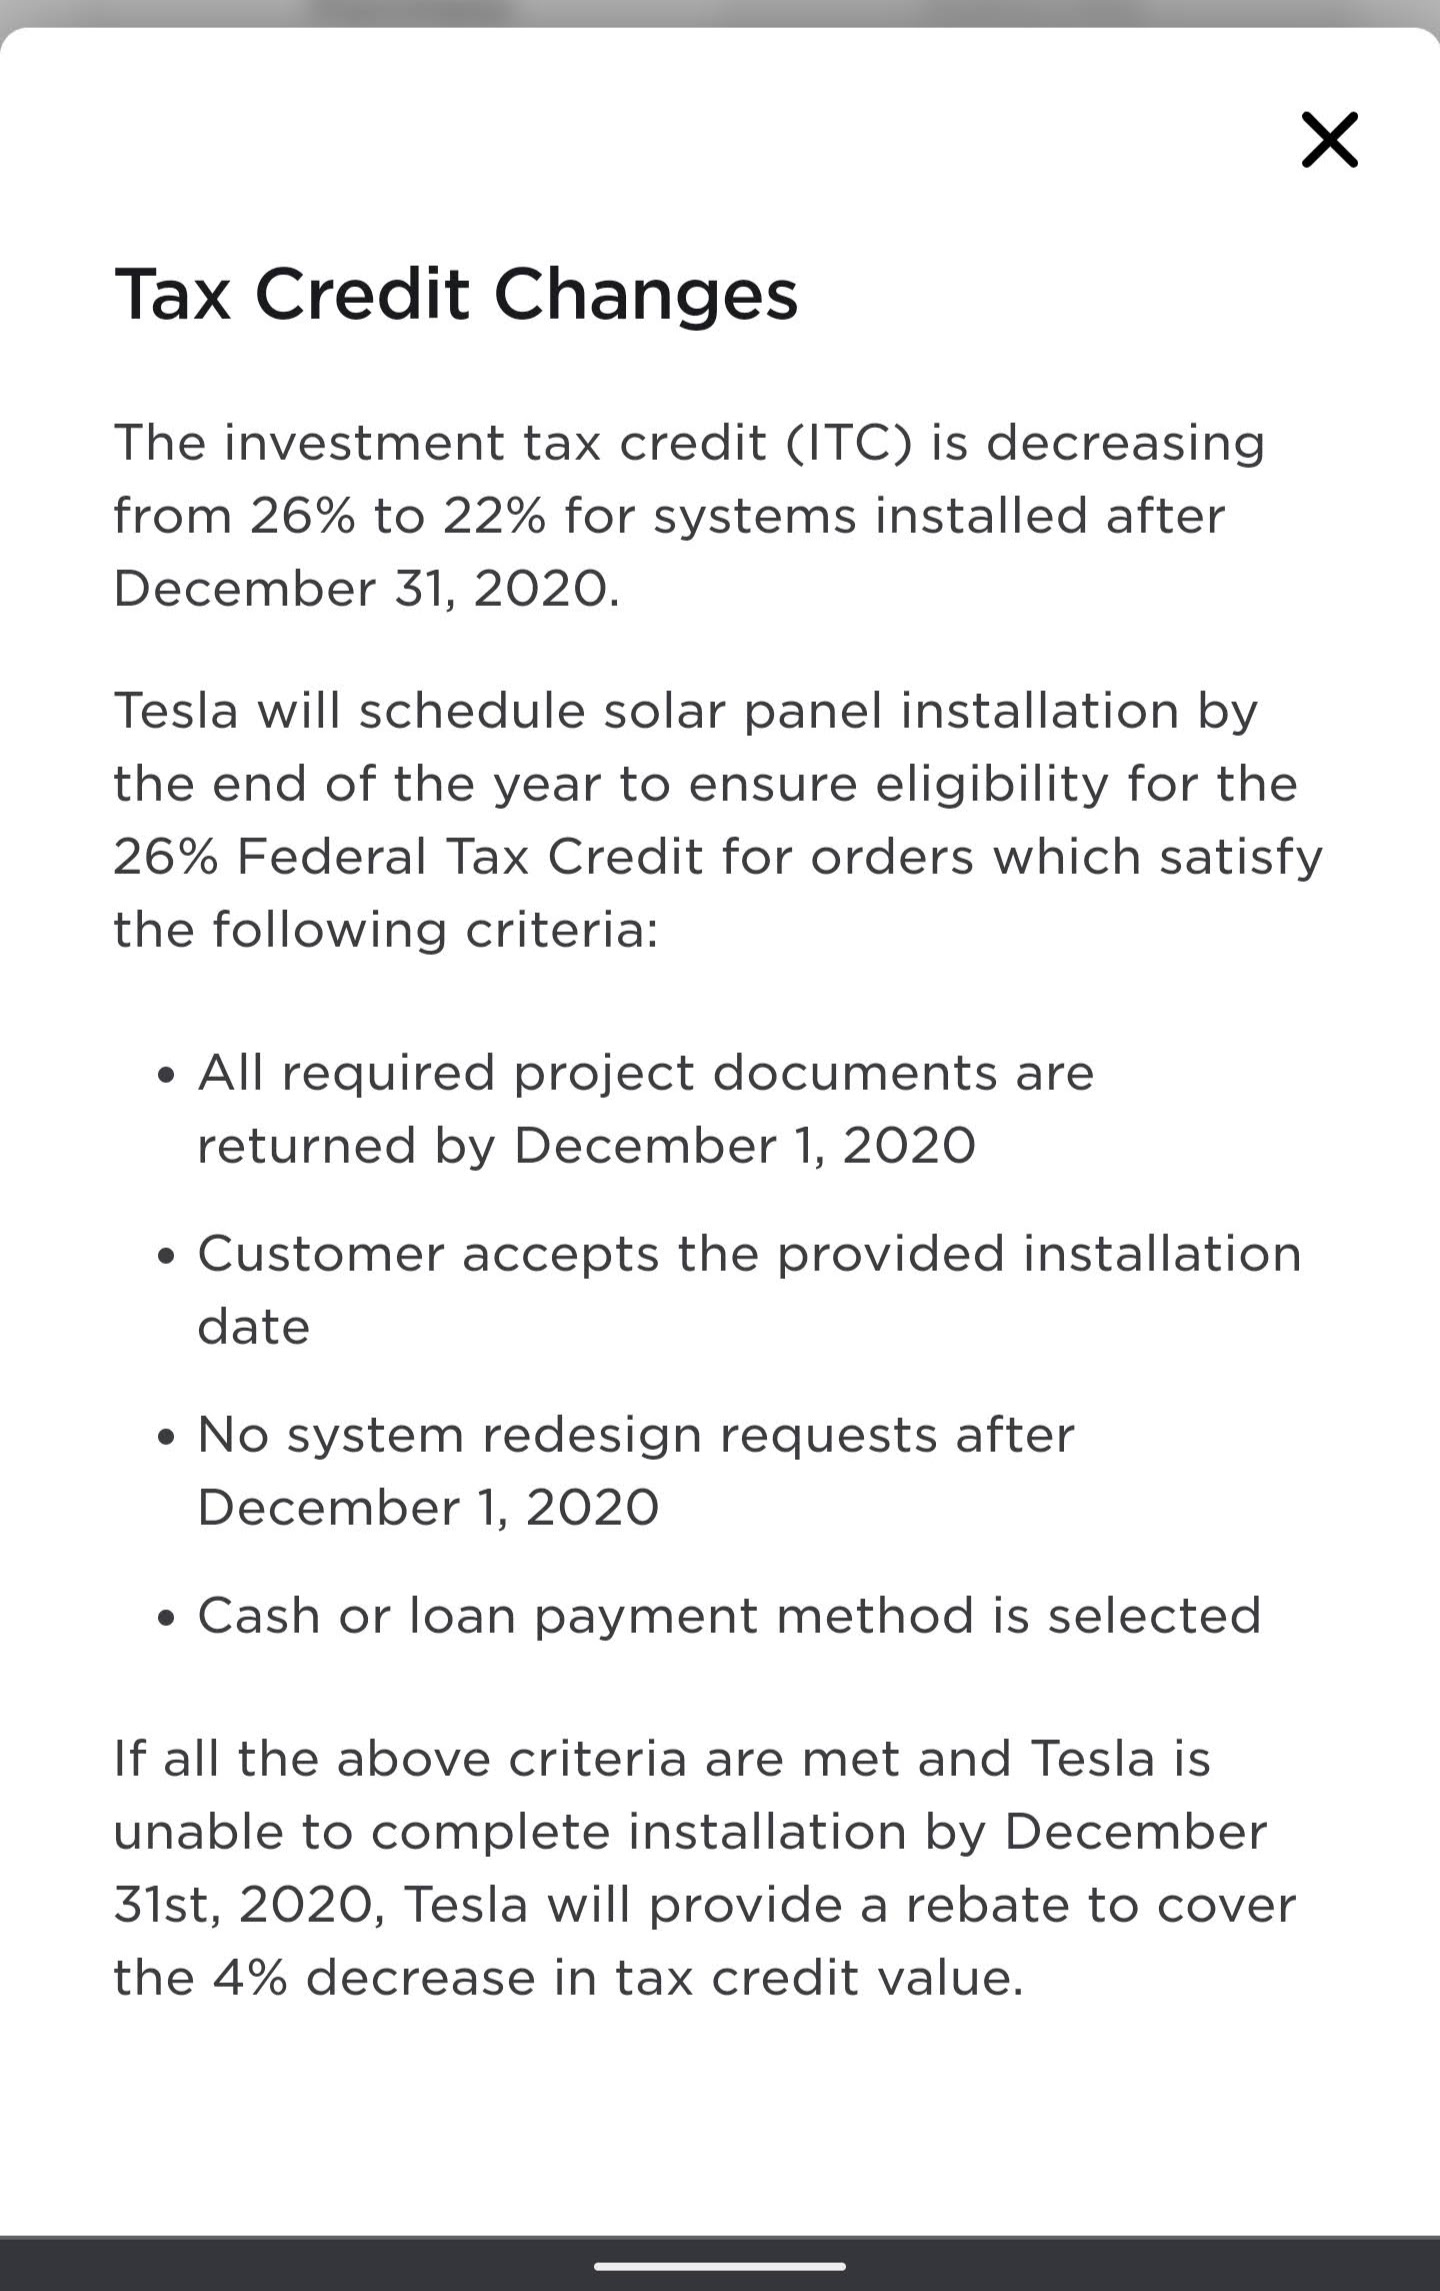 Tax Credit Changes
The investment tax credit (ITC) is decreasing
from 26% to 22% for systems installed after
December 31, 2020.
Tesla will schedule solar panel installation by
the end of the year to ensure eligibility for the
26% Federal Tax Credit for orders which satisfy
the following criteria:
• All required project documents are
returned by December 1, 2020
• Customer accepts the provided installation
date
• No system redesign requests after
December 1, 2020
• Cash or loan payment method is selected
If all the above criteria are met and Tesla is
unable to complete installation by December
31st, 2020, Tesla will provide a rebate to cover
the 4% decrease in tax credit value.